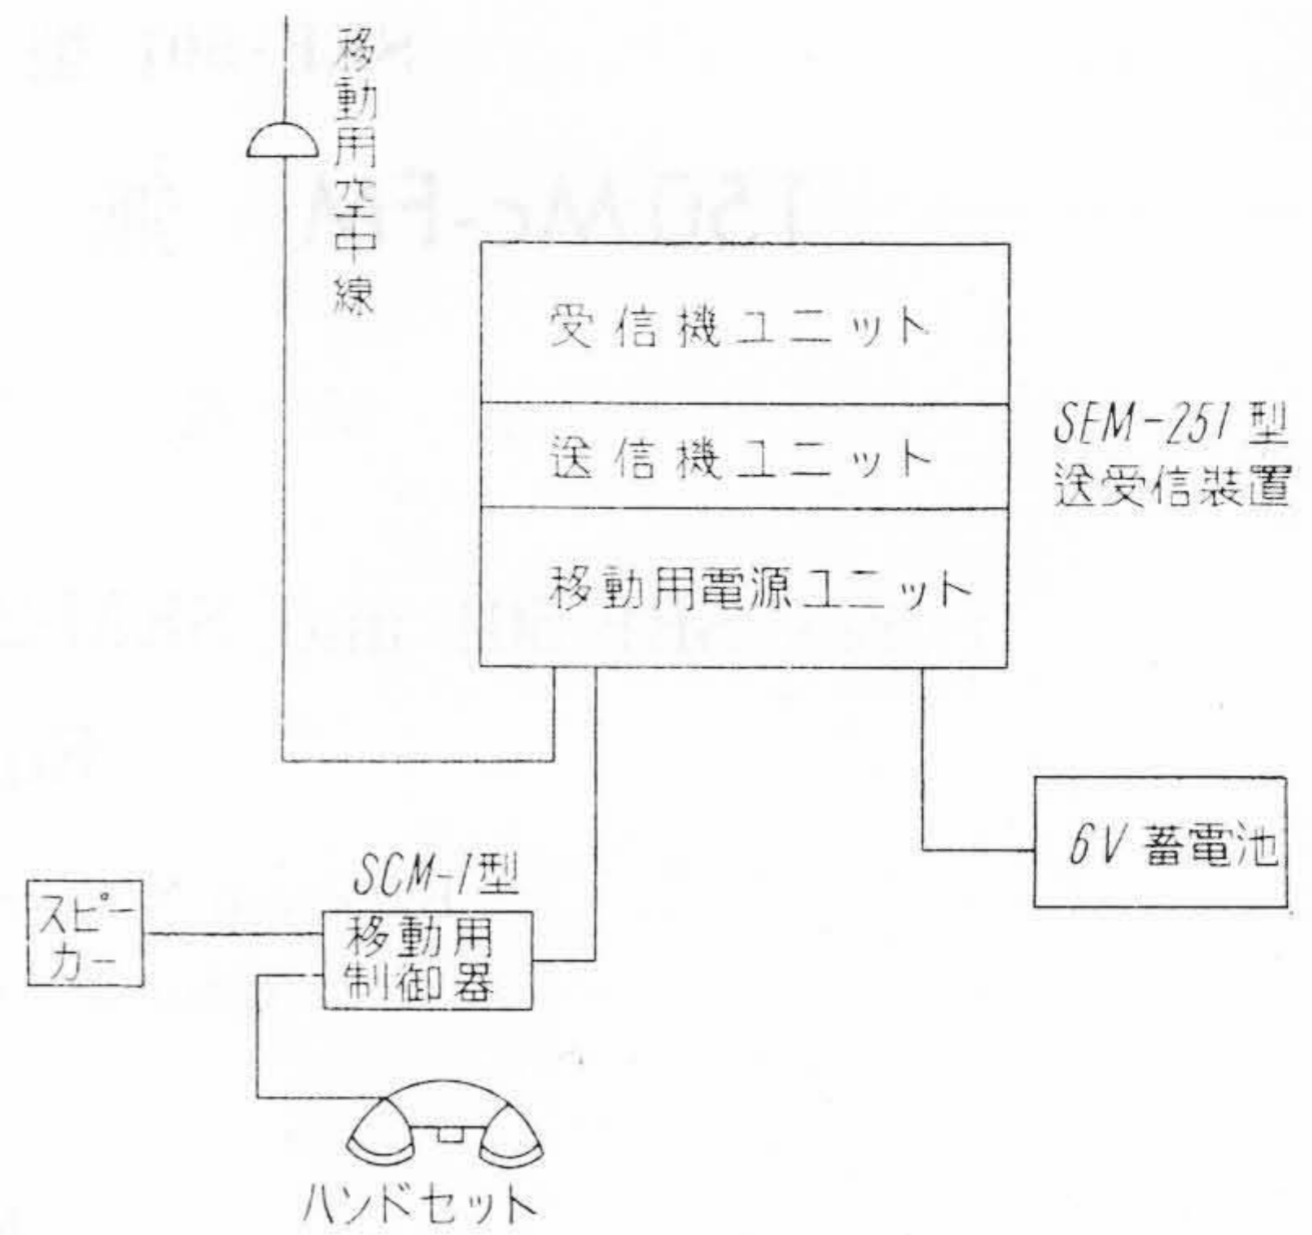 移動用空中線
受信機ユニット
送信機ユニット
移動用電源ユニット
SEM-251型
送受信装置
6V蓄電池
SCM-1型
移動用
制御器
スピー
カー
ハンドセット